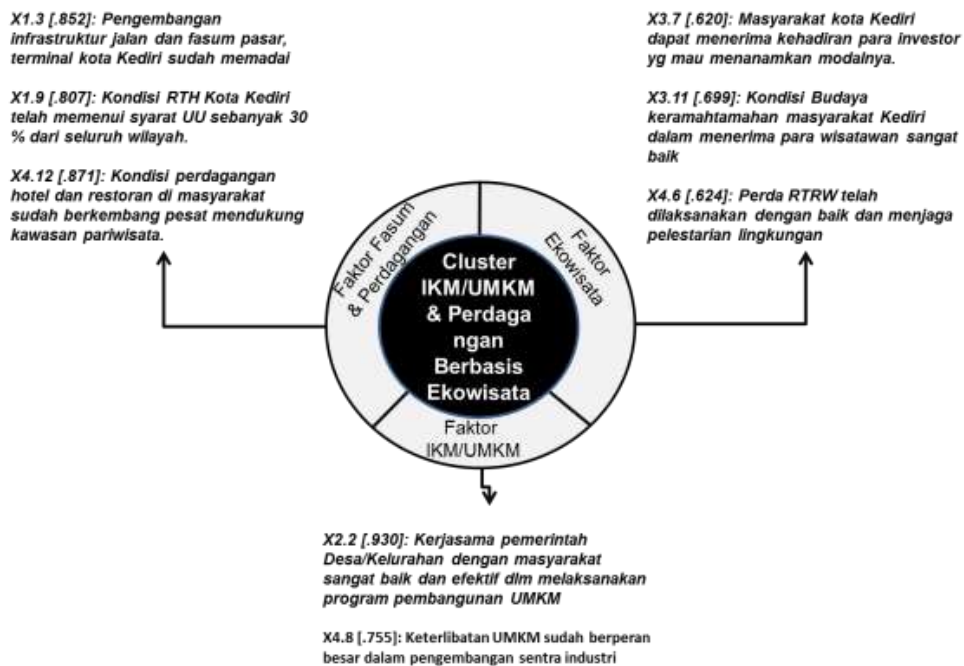 X1.3 [.852]: Pengembangan
infrastruktur jalan dan fasum pasar,
terminal kota Kediri sudah memadai
X1.9 [.807]: Kondisi RTH Kota Kediri
telah memenui syarat UU sebanyak 30
% dari seluruh wilayah.
X4.12 [.871]: Kondisi perdagangan
hotel dan restoran di masyarakat
sudah berkembang pesat mendukung
kawasan pariwisata.
X3.7 [.620]: Masyarakat kota Kediri
dapat menerima kehadiran para investor
yg mau menanamkan modalnya.
X3.11 [.699]: Kondisi Budaya
keramahtamahan masyarakat Kediri
dalam menerima para wisatawan sangat
baik
X4.6 [.624]: Perda RTRW telah
dilaksanakan dengan baik dan menjaga
pelestarian lingkungan
Faktor Fasum
& Perdagangan
Faktor
Ekowisata
Cluster
IKM/UMKM
& Perdaga
ngan
Berbasis
Ekowisata
Faktor
IKM/UMKM
X2.2 [.930]: Kerjasama pemerintah
Desa/Kelurahan dengan masyarakat
sangat baik dan efektif dlm melaksanakan
program pembangunan UMKM
X4.8 [.755]: Keterlibatan UMKM sudah berperan
besar dalam pengembangan sentra industri